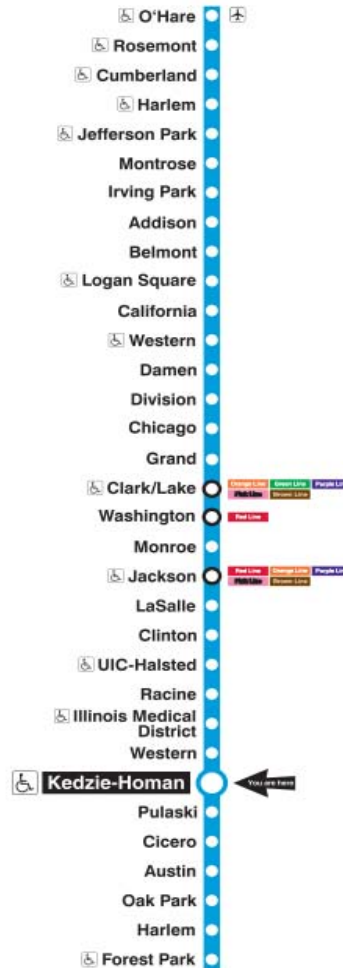 O'Hare
Rosemont
Cumberland
Harlem
Jefferson Park
Montrose
Irving Park
Addison
Belmont
Logan Square
California
Western
Damen
Division
Chicago
Grand
Clark/Lake
Orange Line Green Line Purple Line
Pink Line Brown Line
Washington
Red Line
Monroe
Jackson
Red Line Orange Line Purple Line
Pink Line Brown Line
LaSalle
Clinton
UIC-Halsted
Racine
Illinois Medical
District
Western
Kedzie-Homan
You are here
Pulaski
Cicero
Austin
Oak Park
Harlem
Forest Park